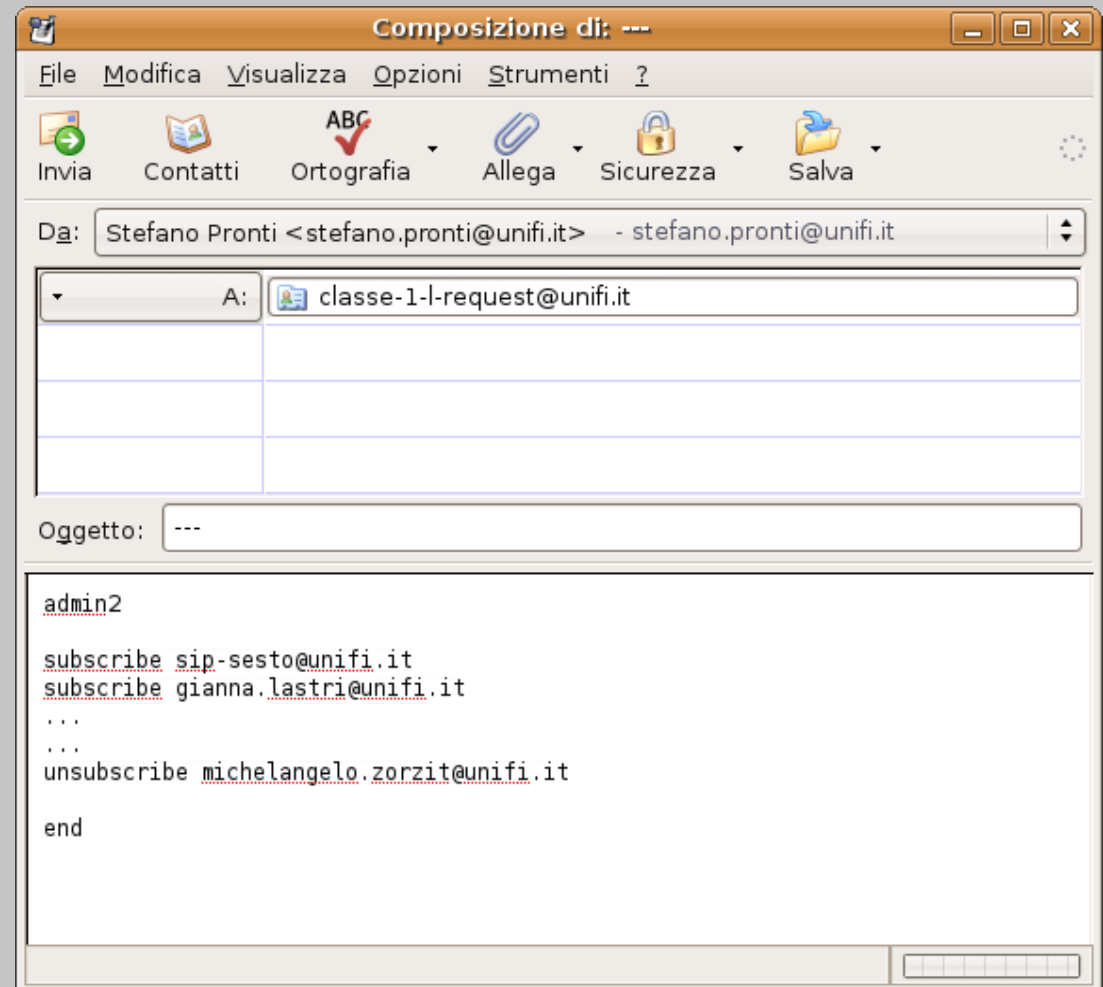 Composizione di: ---
File Modifica Visualizza Opzioni Strumenti ?
ABC
Invia Contatti Ortografia Allega Sicurezza Salva
Da: Stefano Pronti <stefano.pronti@unifi.it> - stefano.pronti@unifi.it
A: classe-1-l-request@unifi.it
Oggetto: ---
admin2
subscribe sip-sesto@unifi.it
subscribe gianna.lastri@unifi.it
...
...
unsubscribe michelangelo.zorzit@unifi.it
end